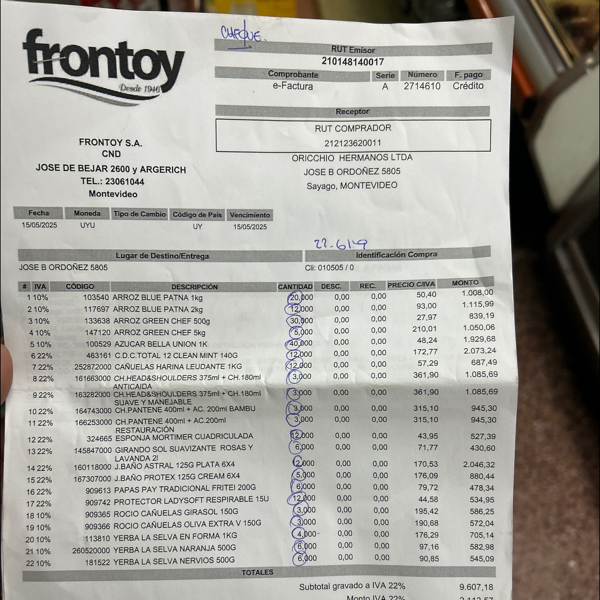 CHEQUE.
frontoy
Desde 1946
RUT Emisor
210148140017
Comprobante Serie Número F. pago
e-Factura A 2714610 Crédito
Receptor
RUT COMPRADOR
212123620011
ORICCHIO HERMANOS LTDA
JOSE B ORDOÑEZ 5805
Sayago, MONTEVIDEO
FRONTOY S.A.
CND
JOSE DE BEJAR 2600 y ARGERICH
TEL.: 23061044
Montevideo
Fecha Moneda Tipo de Cambio Código de País Vencimiento
15/05/2025 UYU UY 15/05/2025
22.619
Lugar de Destino/Entrega Identificación Compra
JOSE B ORDOÑEZ 5805 Cli: 010505 / 0
# IVA CÓDIGO DESCRIPCIÓN CANTIDAD DESC. REC. PRECIO C/IVA MONTO
1 10% 103540 ARROZ BLUE PATNA 1kg 20,000 0,00 0,00 50,40 1.008,00
2 10% 117697 ARROZ BLUE PATNA 2kg 12,000 0,00 0,00 93,00 1.115,99
3 10% 133638 ARROZ GREEN CHEF 500g 30,000 0,00 0,00 27,97 839,19
4 10% 147120 ARROZ GREEN CHEF 5kg 5,000 0,00 0,00 210,01 1.050,06
5 10% 100529 AZUCAR BELLA UNION 1K 40,000 0,00 0,00 48,24 1.929,68
6 22% 463161 C.D.C.TOTAL 12 CLEAN MINT 140G 12,000 0,00 0,00 172,77 2.073,24
7 22% 252872000 CAÑUELAS HARINA LEUDANTE 1KG 12,000 0,00 0,00 57,29 687,49
8 22% 161663000 CH.HEAD&SHOULDERS 375ml + CH.180ml 3,000 0,00 0,00 361,90 1.085,69
ANTICAIDA
9 22% 163282000 CH.HEAD&SHOULDERS 375ml + CH.180ml 3,000 0,00 0,00 361,90 1.085,69
SUAVE Y MANEJABLE
10 22% 164743000 CH.PANTENE 400ml + AC. 200ml BAMBU 3,000 0,00 0,00 315,10 945,30
11 22% 166253000 CH.PANTENE 400ml + AC.200ml 3,000 0,00 0,00 315,10 945,30
RESTAURACIÓN
12 22% 324665 ESPONJA MORTIMER CUADRICULADA 12,000 0,00 0,00 43,95 527,39
13 22% 145847000 GIRANDO SOL SUAVIZANTE ROSAS Y 6,000 0,00 0,00 71,77 430,60
LAVANDA 2l
14 22% 160118000 J.BAÑO ASTRAL 125G PLATA 6X4 12,000 0,00 0,00 170,53 2.046,32
15 22% 167307000 J.BAÑO PROTEX 125G CREAM 6X4 5,000 0,00 0,00 176,09 880,44
16 22% 909613 PAPAS PAY TRADICIONAL FRITEI 200G 6,000 0,00 0,00 79,72 478,34
17 22% 909742 PROTECTOR LADYSOFT RESPIRABLE 15U 12,000 0,00 0,00 44,58 534,95
18 10% 909365 ROCIO CAÑUELAS GIRASOL 150G 3,000 0,00 0,00 195,42 586,25
19 10% 909366 ROCIO CAÑUELAS OLIVA EXTRA V 150G 3,000 0,00 0,00 190,68 572,04
20 10% 113810 YERBA LA SELVA EN FORMA 1KG 4,000 0,00 0,00 176,29 705,14
21 10% 260520000 YERBA LA SELVA NARANJA 500G 6,000 0,00 0,00 97,16 582,98
22 10% 181522 YERBA LA SELVA NERVIOS 500G 6,000 0,00 0,00 90,85 545,09
TOTALES
Subtotal gravado a IVA 22% 9.607,18
Monto IVA 22%